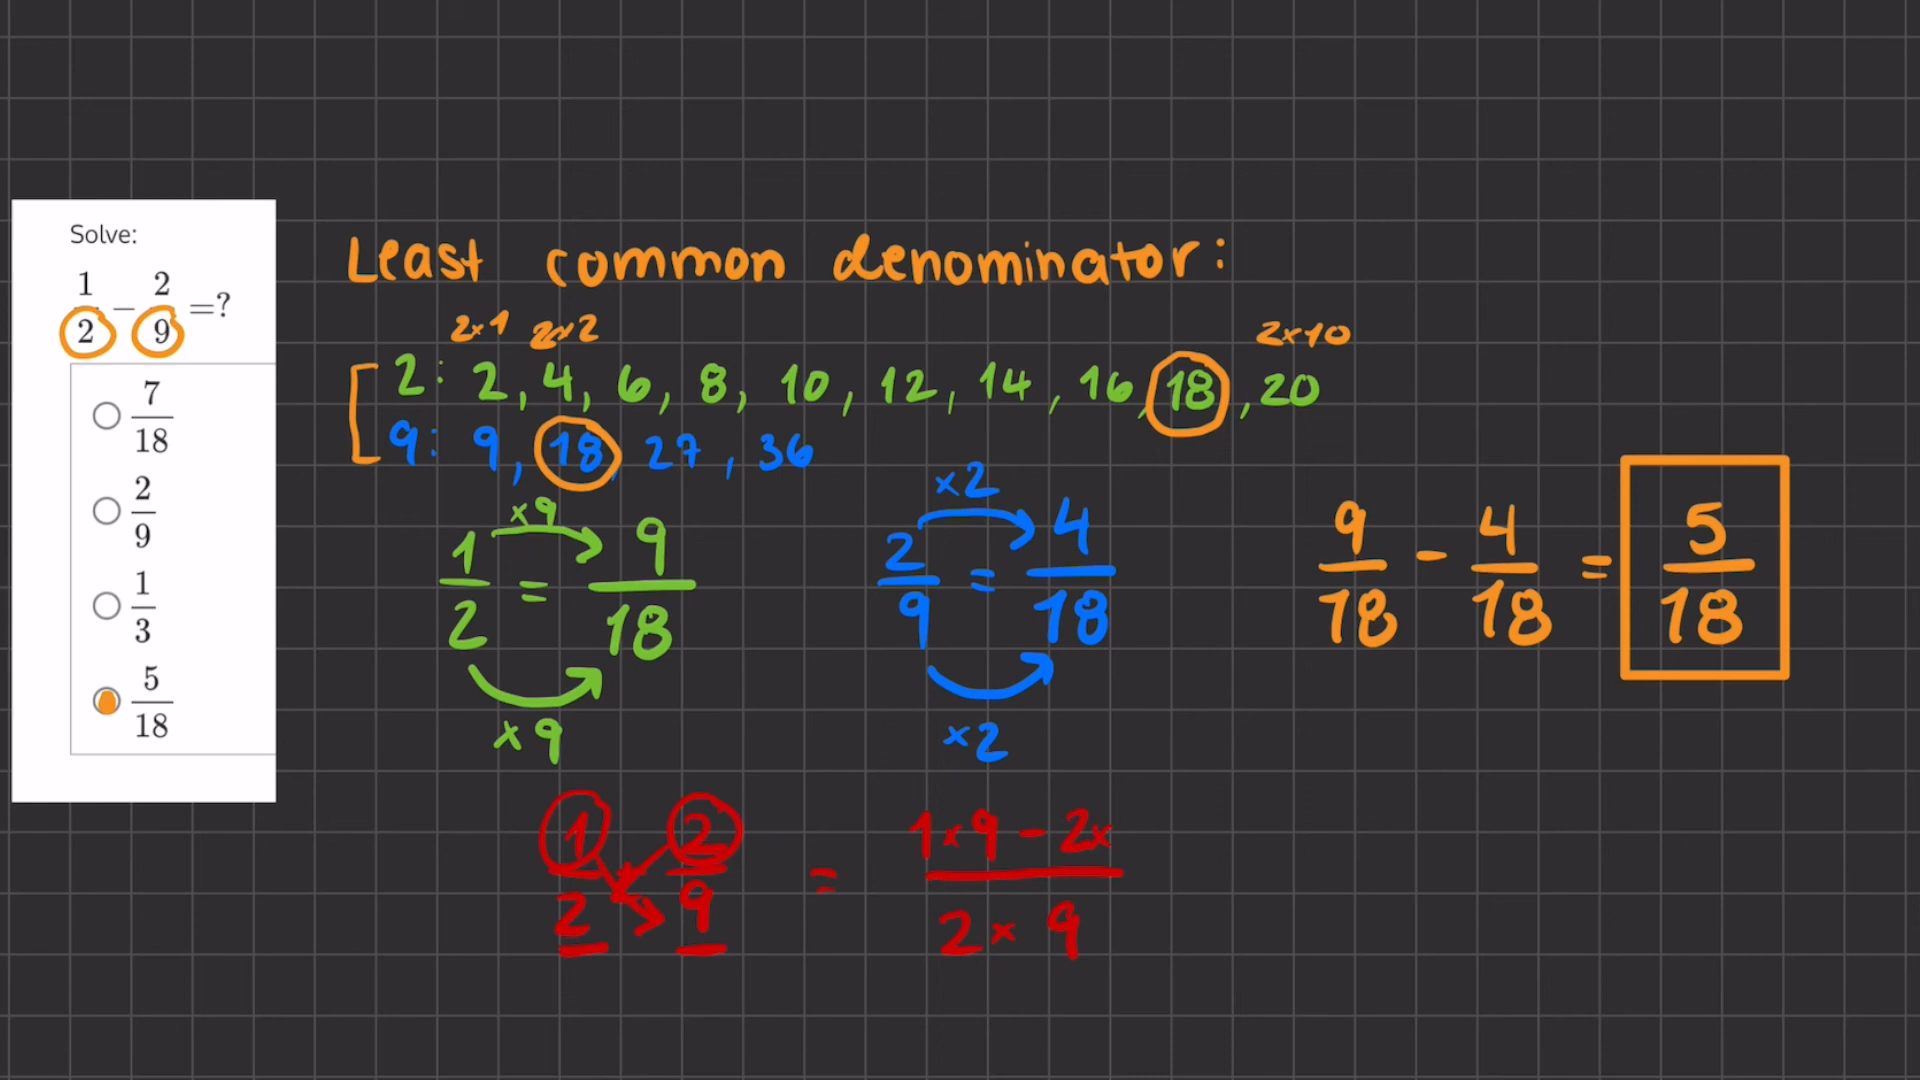 Solve:
1/2 − 2/9 =?
7/18
2/9
1/3
5/18
Least common denominator:
2×1 2×2 2×10
2: 2, 4, 6, 8, 10, 12, 14, 16, 18, 20
9: 9, 18, 27, 36
×9
1/2 = 9/18
×9
×2
2/9 = 4/18
×2
9/18 - 4/18 = 5/18
1/2 2/9 = 1×9 - 2× / 2×9